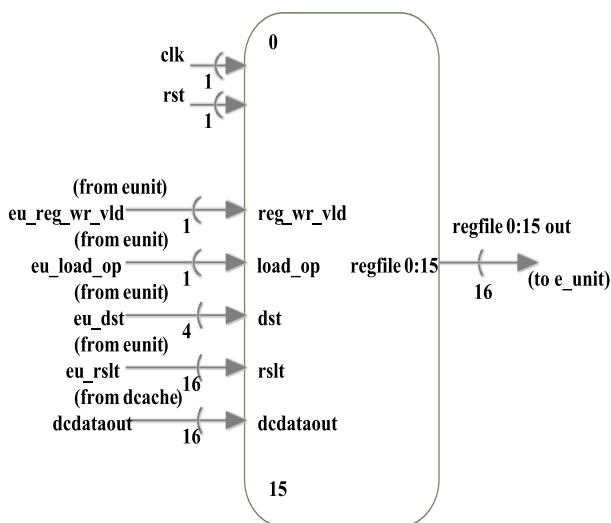 0
clk
1
rst
1
(from eunit)
eu_reg_wr_vld
1
reg_wr_vld
(from eunit)
eu_load_op
1
load_op
(from eunit)
eu_dst
4
dst
(from eunit)
eu_rslt
16
rslt
(from dcache)
dcdataout
16
dcdataout
15
regfile 0:15
regfile 0:15 out
16
(to e_unit)